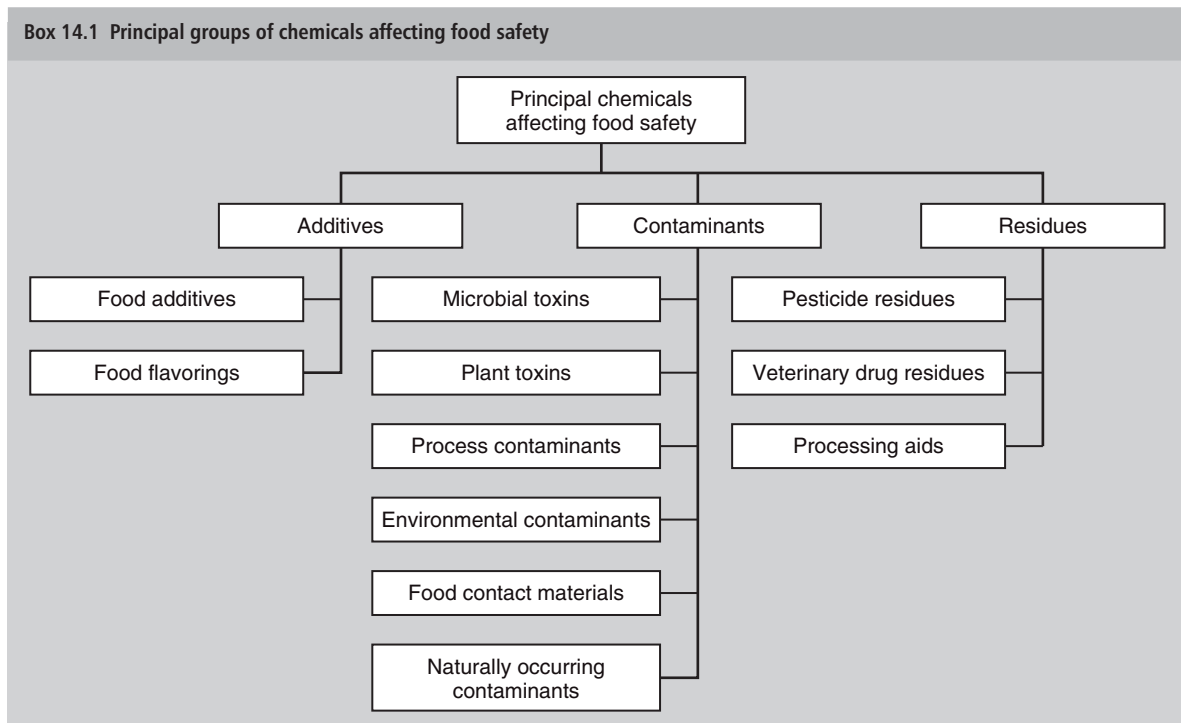 Box 14.1 Principal groups of chemicals affecting food safety
Principal chemicals
affecting food safety
Additives
Contaminants
Residues
Food additives
Microbial toxins
Pesticide residues
Food flavorings
Plant toxins
Veterinary drug residues
Process contaminants
Processing aids
Environmental contaminants
Food contact materials
Naturally occurring
contaminants